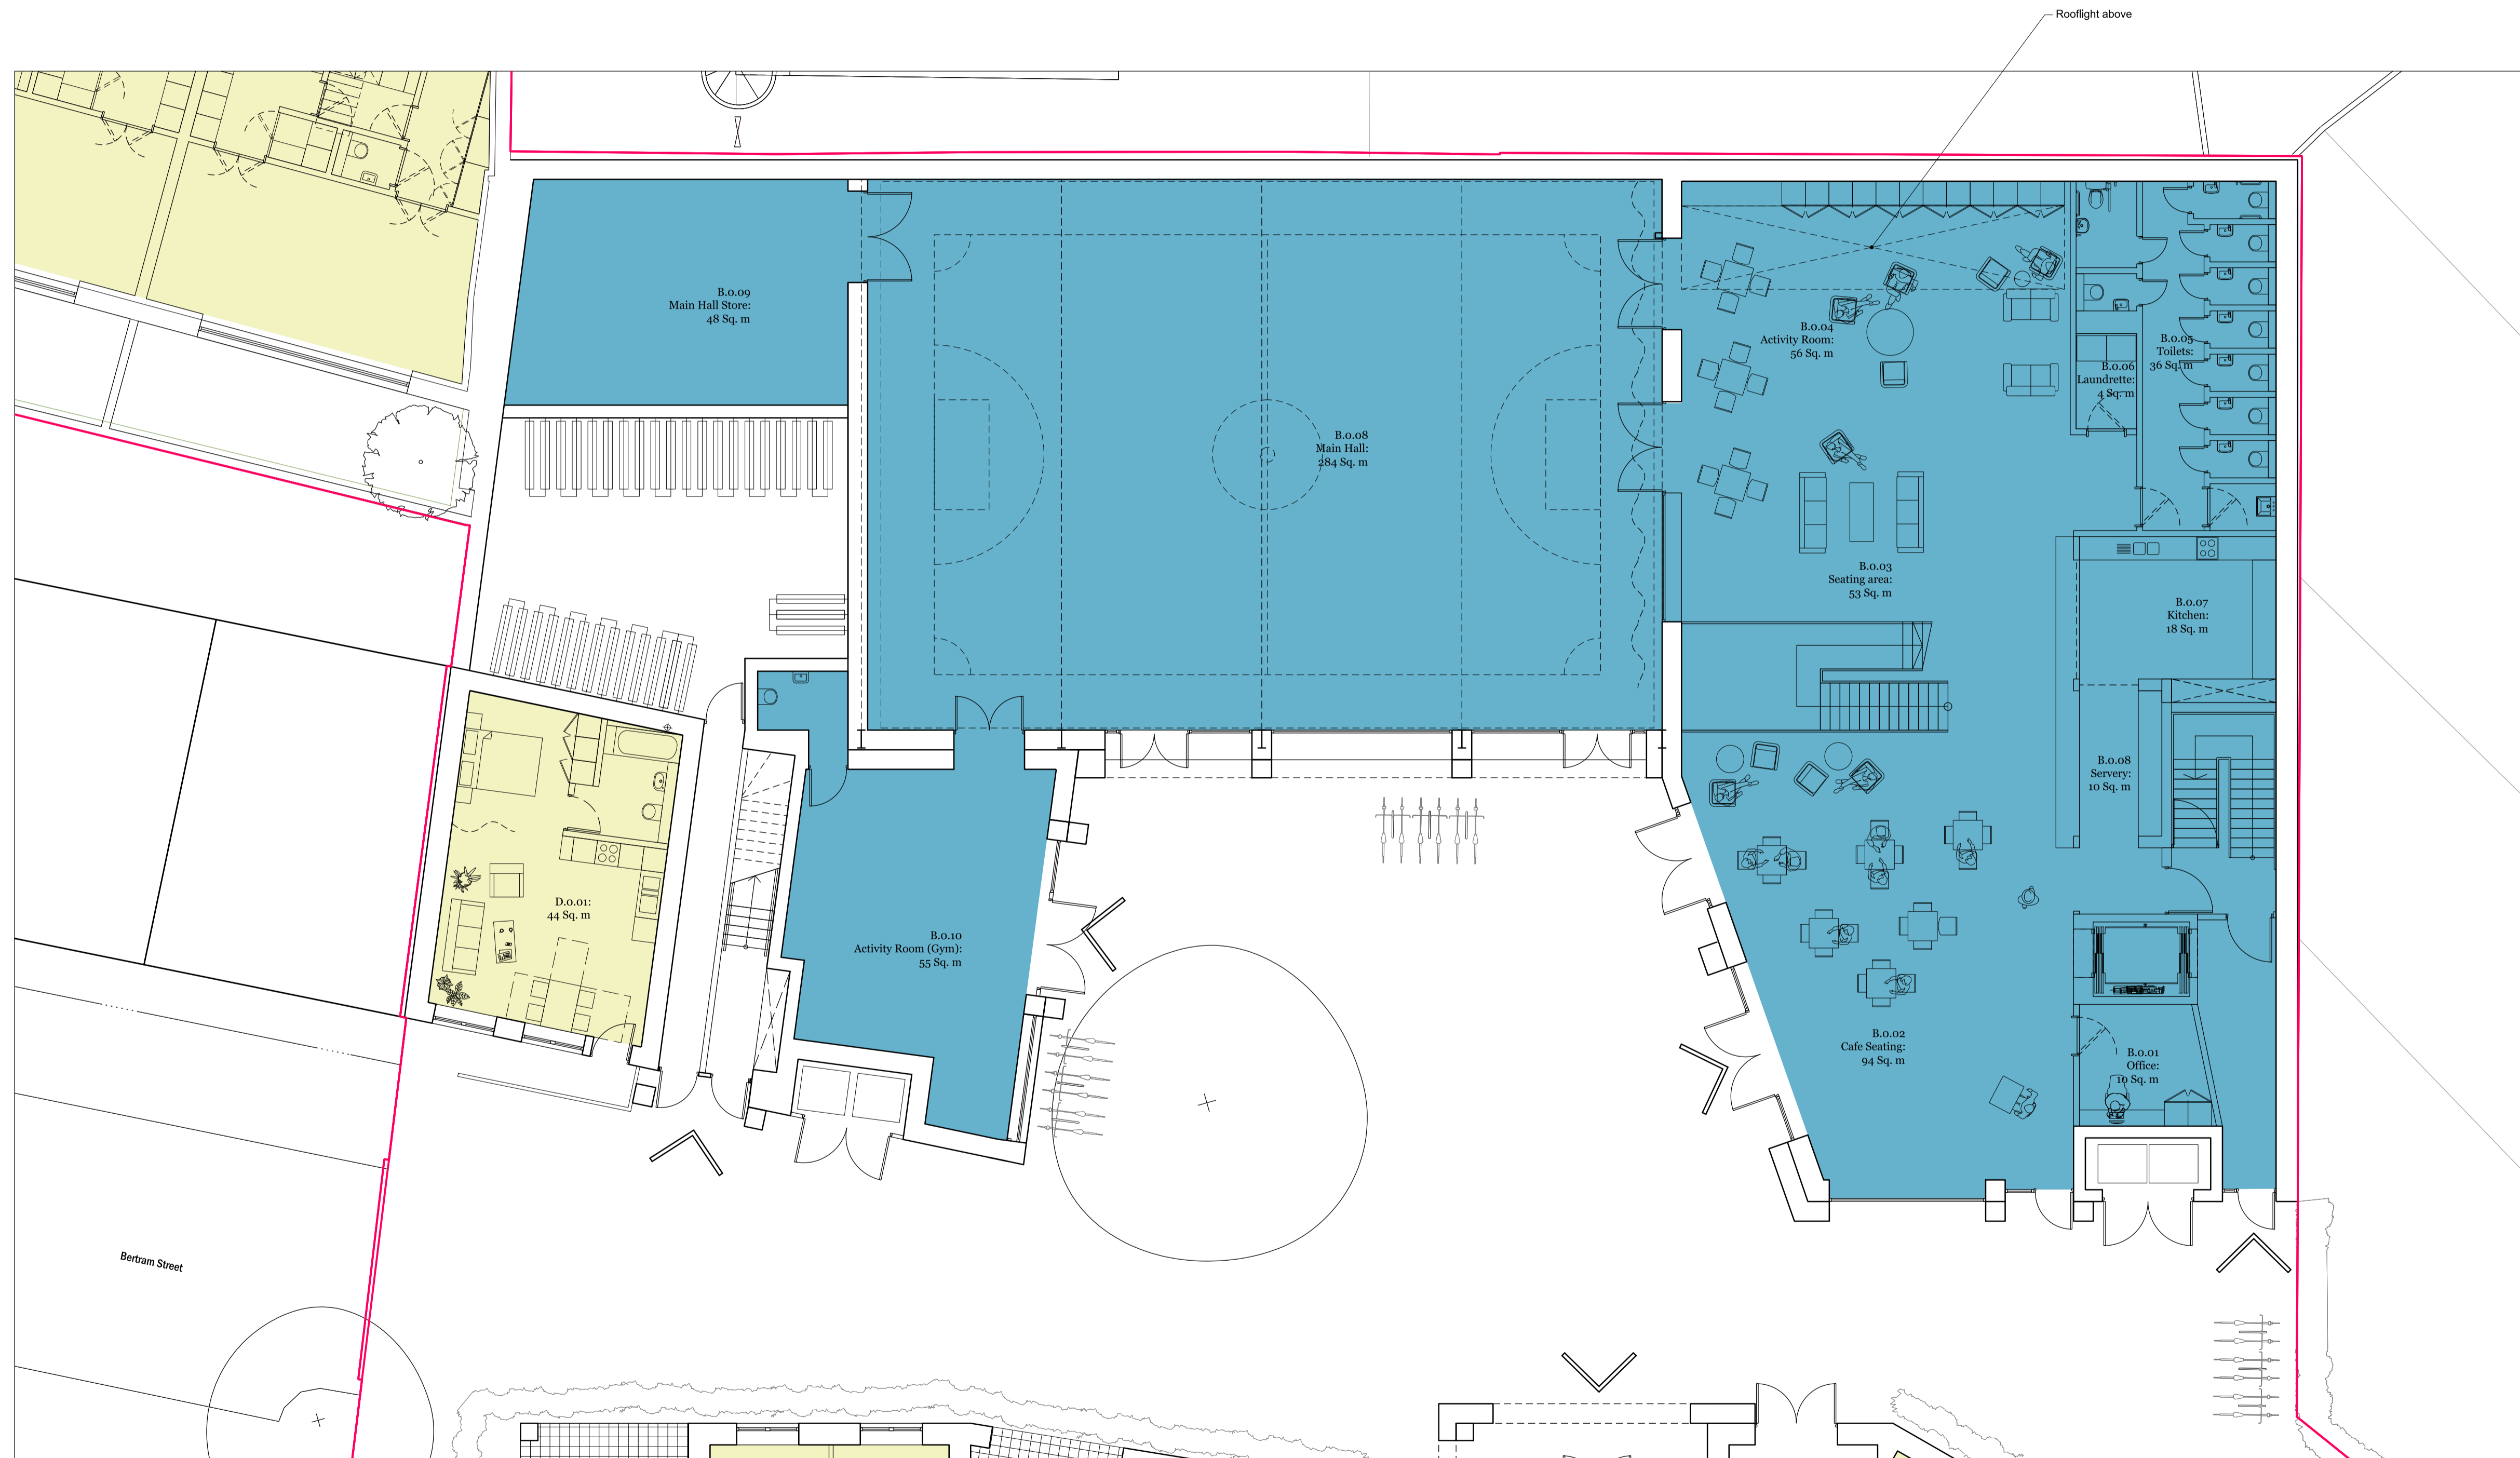 Rooflight above
B.0.09
Main Hall Store:
48 Sq. m
B.0.08
Main Hall:
284 Sq. m
B.0.04
Activity Room:
56 Sq. m
B.0.05
Toilets:
36 Sq. m
B.0.06
Laundrette:
4 Sq. m
B.0.03
Seating area:
53 Sq. m
B.0.07
Kitchen:
18 Sq. m
B.0.08
Servery:
10 Sq. m
D.0.01:
44 Sq. m
B.0.10
Activity Room (Gym):
55 Sq. m
B.0.02
Cafe Seating:
94 Sq. m
B.0.01
Office:
10 Sq. m
Bertram Street